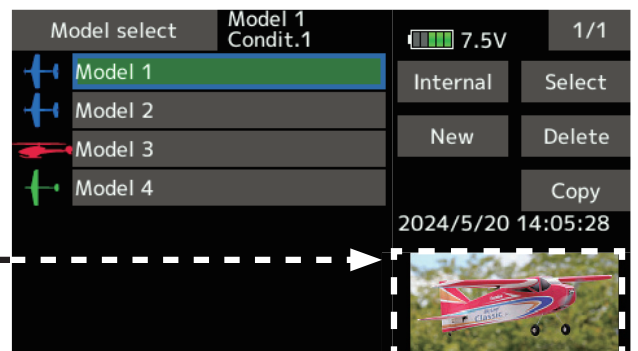 Model select
Model 1
Condit.1
7.5V
1/1
Model 1
Model 2
Model 3
Model 4
Internal
Select
New
Delete
Copy
2024/5/20 14:05:28
Classic